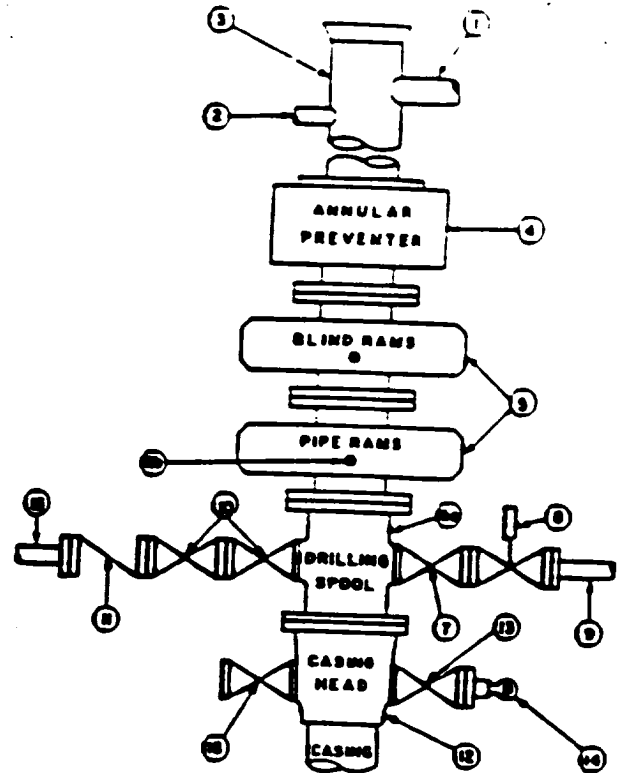 3
1
2
ANNULAR
PREVENTER
4
BLIND RAMS
5
PIPE RAMS
10
8
DRILLING
SPOOL
11
7
9
13
CASING
HEAD
12
14
CASING